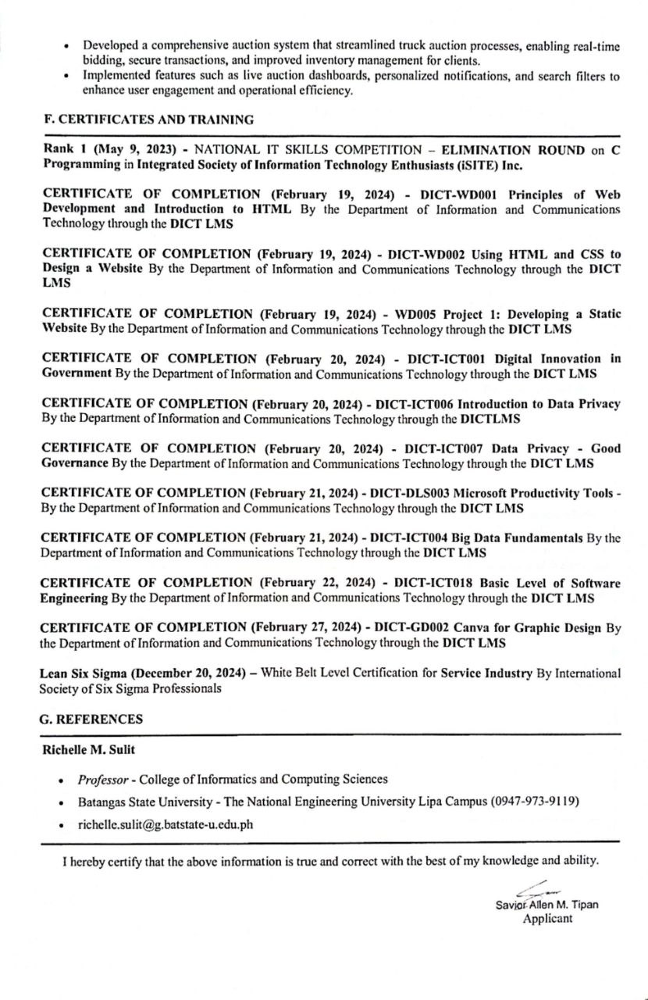 • Developed a comprehensive auction system that streamlined truck auction processes, enabling real-time
bidding, secure transactions, and improved inventory management for clients.
• Implemented features such as live auction dashboards, personalized notifications, and search filters to
enhance user engagement and operational efficiency.
F. CERTIFICATES AND TRAINING
Rank 1 (May 9, 2023) - NATIONAL IT SKILLS COMPETITION – ELIMINATION ROUND on C
Programming in Integrated Society of Information Technology Enthusiasts (iSITE) Inc.
CERTIFICATE OF COMPLETION (February 19, 2024) - DICT-WD001 Principles of Web
Development and Introduction to HTML By the Department of Information and Communications
Technology through the DICT LMS
CERTIFICATE OF COMPLETION (February 19, 2024) - DICT-WD002 Using HTML and CSS to
Design a Website By the Department of Information and Communications Technology through the DICT
LMS
CERTIFICATE OF COMPLETION (February 19, 2024) - WD005 Project 1: Developing a Static
Website By the Department of Information and Communications Technology through the DICT LMS
CERTIFICATE OF COMPLETION (February 20, 2024) - DICT-ICT001 Digital Innovation in
Government By the Department of Information and Communications Technology through the DICT LMS
CERTIFICATE OF COMPLETION (February 20, 2024) - DICT-ICT006 Introduction to Data Privacy
By the Department of Information and Communications Technology through the DICTLMS
CERTIFICATE OF COMPLETION (February 20, 2024) - DICT-ICT007 Data Privacy - Good
Governance By the Department of Information and Communications Technology through the DICT LMS
CERTIFICATE OF COMPLETION (February 21, 2024) - DICT-DLS003 Microsoft Productivity Tools -
By the Department of Information and Communications Technology through the DICT LMS
CERTIFICATE OF COMPLETION (February 21, 2024) - DICT-ICT004 Big Data Fundamentals By the
Department of Information and Communications Technology through the DICT LMS
CERTIFICATE OF COMPLETION (February 22, 2024) - DICT-ICT018 Basic Level of Software
Engineering By the Department of Information and Communications Technology through the DICT LMS
CERTIFICATE OF COMPLETION (February 27, 2024) - DICT-GD002 Canva for Graphic Design By
the Department of Information and Communications Technology through the DICT LMS
Lean Six Sigma (December 20, 2024) – White Belt Level Certification for Service Industry By International
Society of Six Sigma Professionals
G. REFERENCES
Richelle M. Sulit
• Professor - College of Informatics and Computing Sciences
• Batangas State University - The National Engineering University Lipa Campus (0947-973-9119)
• richelle.sulit@g.batstate-u.edu.ph
I hereby certify that the above information is true and correct with the best of my knowledge and ability.
Savior Allen M. Tipan
Applicant